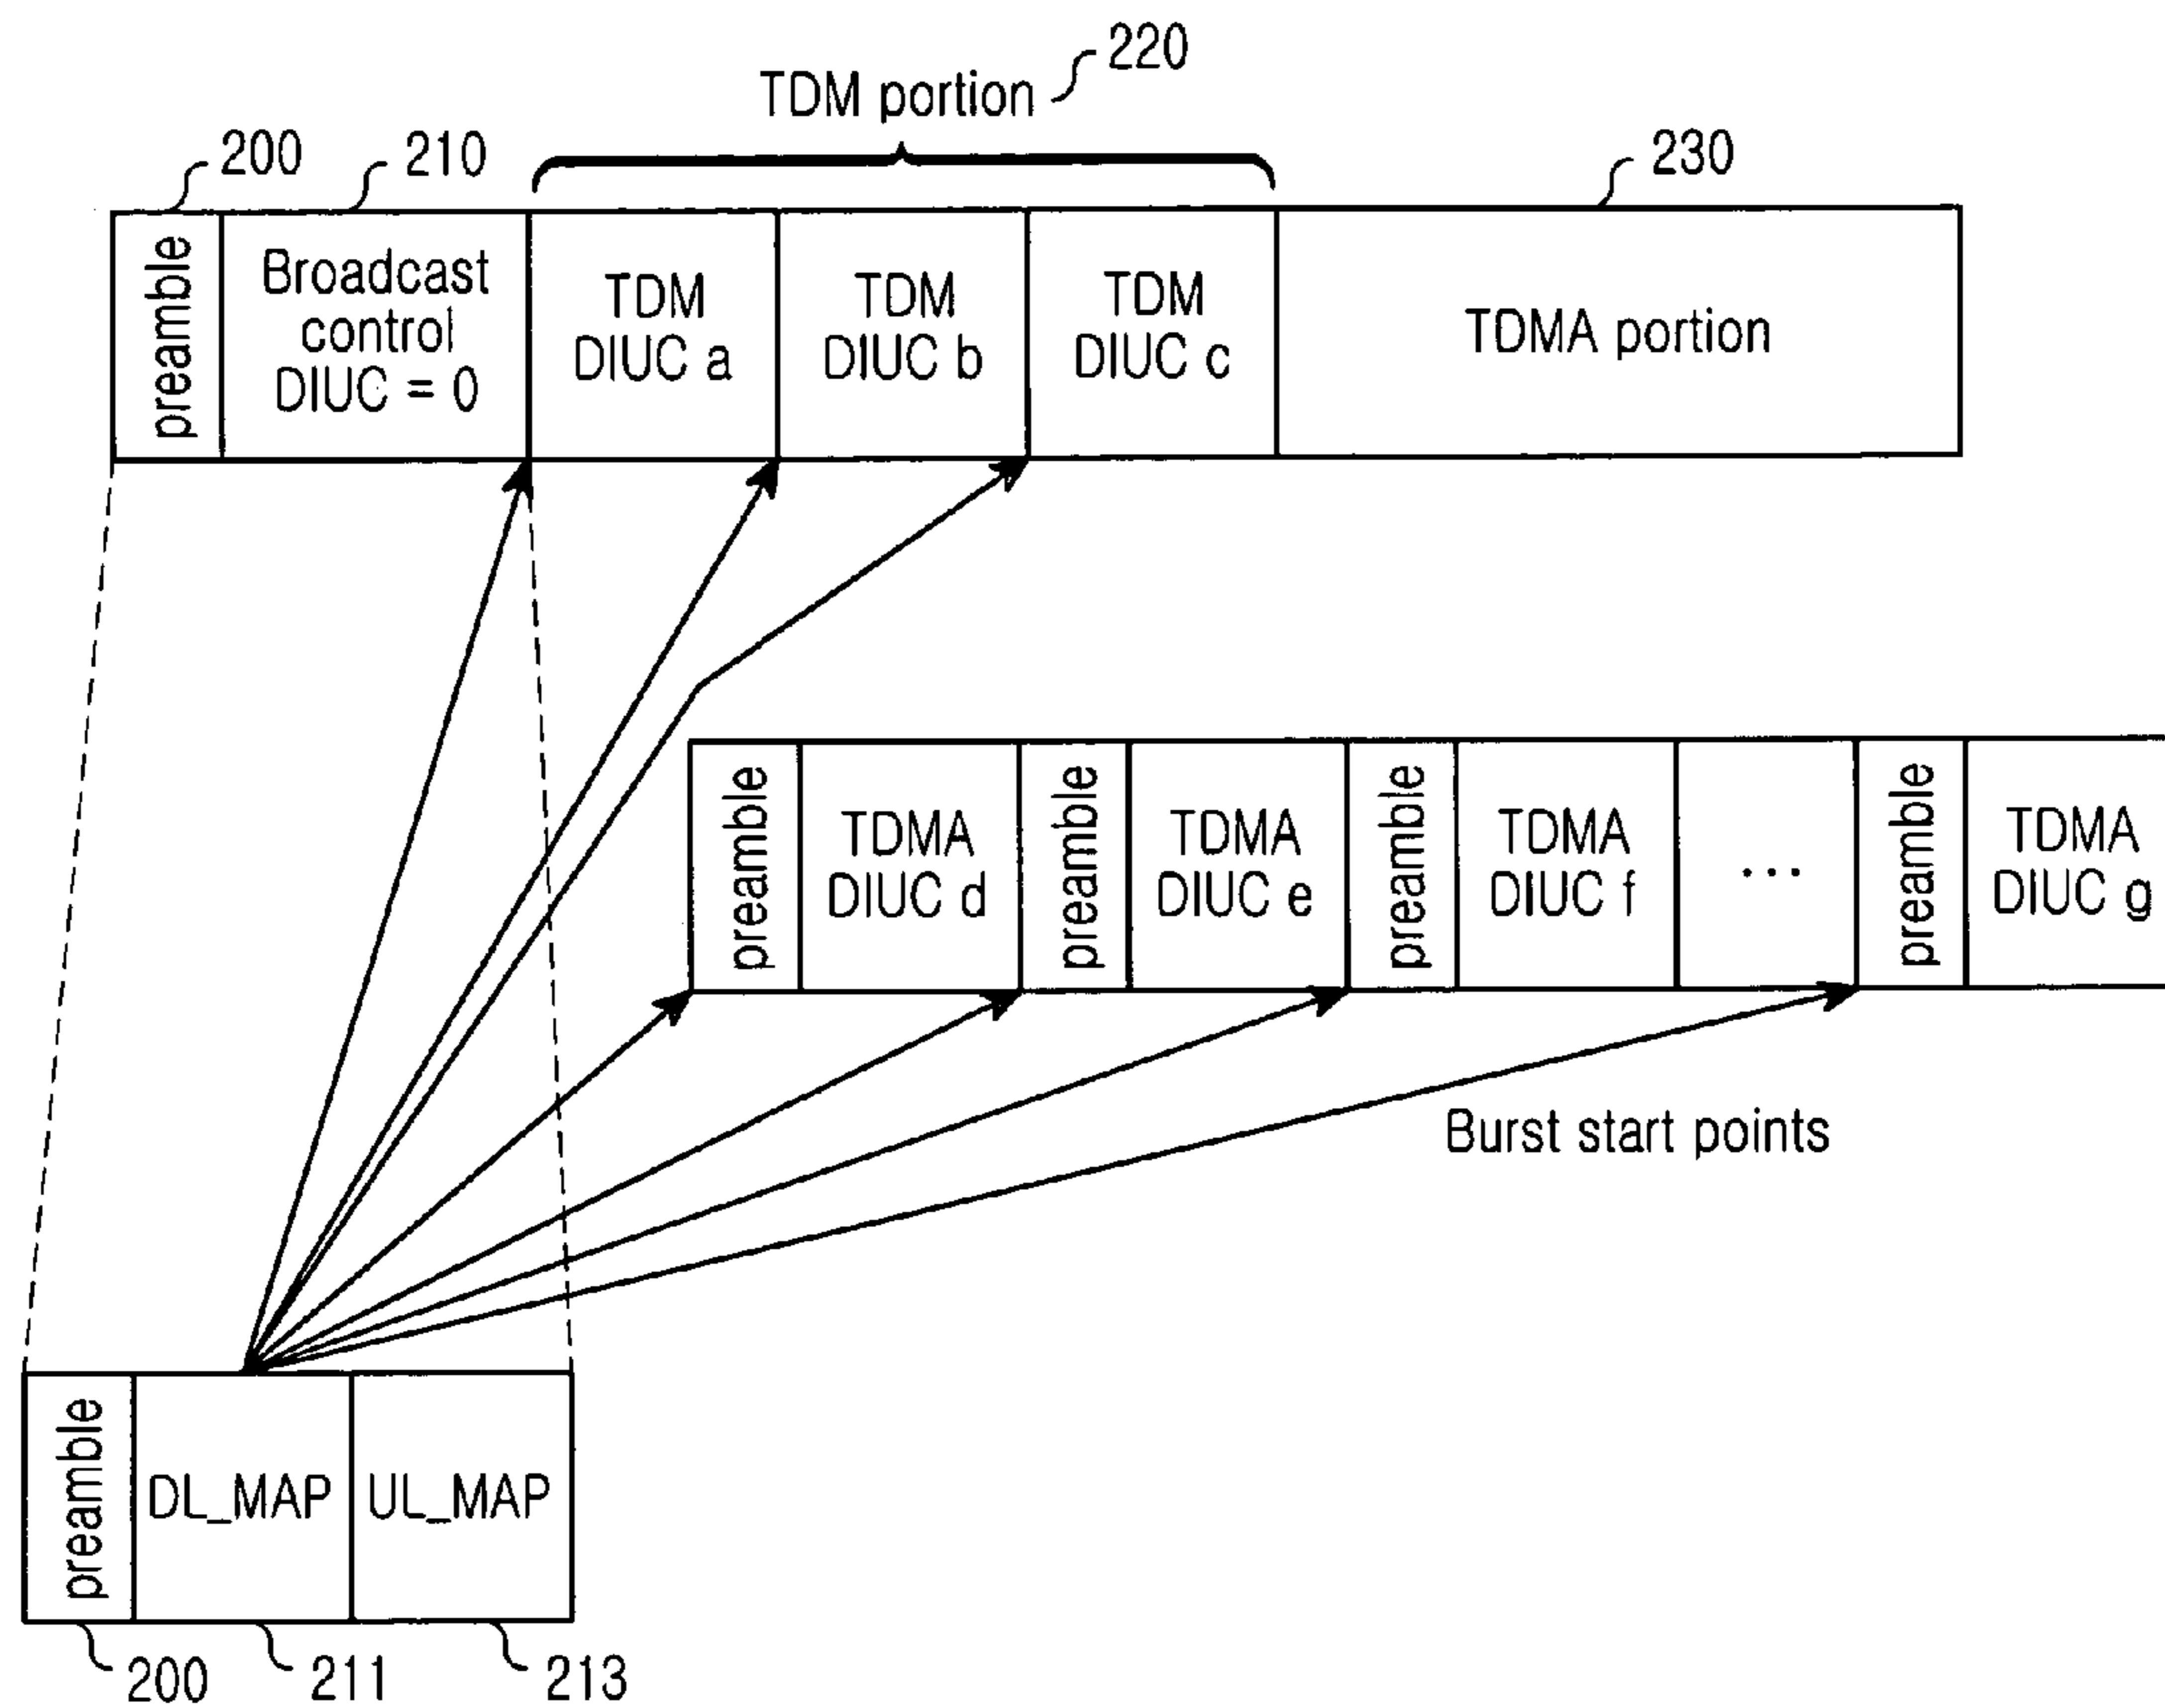 220
TDM portion
200
210
230
preamble
Broadcast
control
DIUC = 0
TDM
DIUC a
TDM
DIUC b
TDM
DIUC c
TDMA portion
preamble
TDMA
DIUC d
preamble
TDMA
DIUC e
preamble
TDMA
DIUC f
...
preamble
TDMA
DIUC g
Burst start points
preamble
DL_MAP
UL_MAP
200
211
213